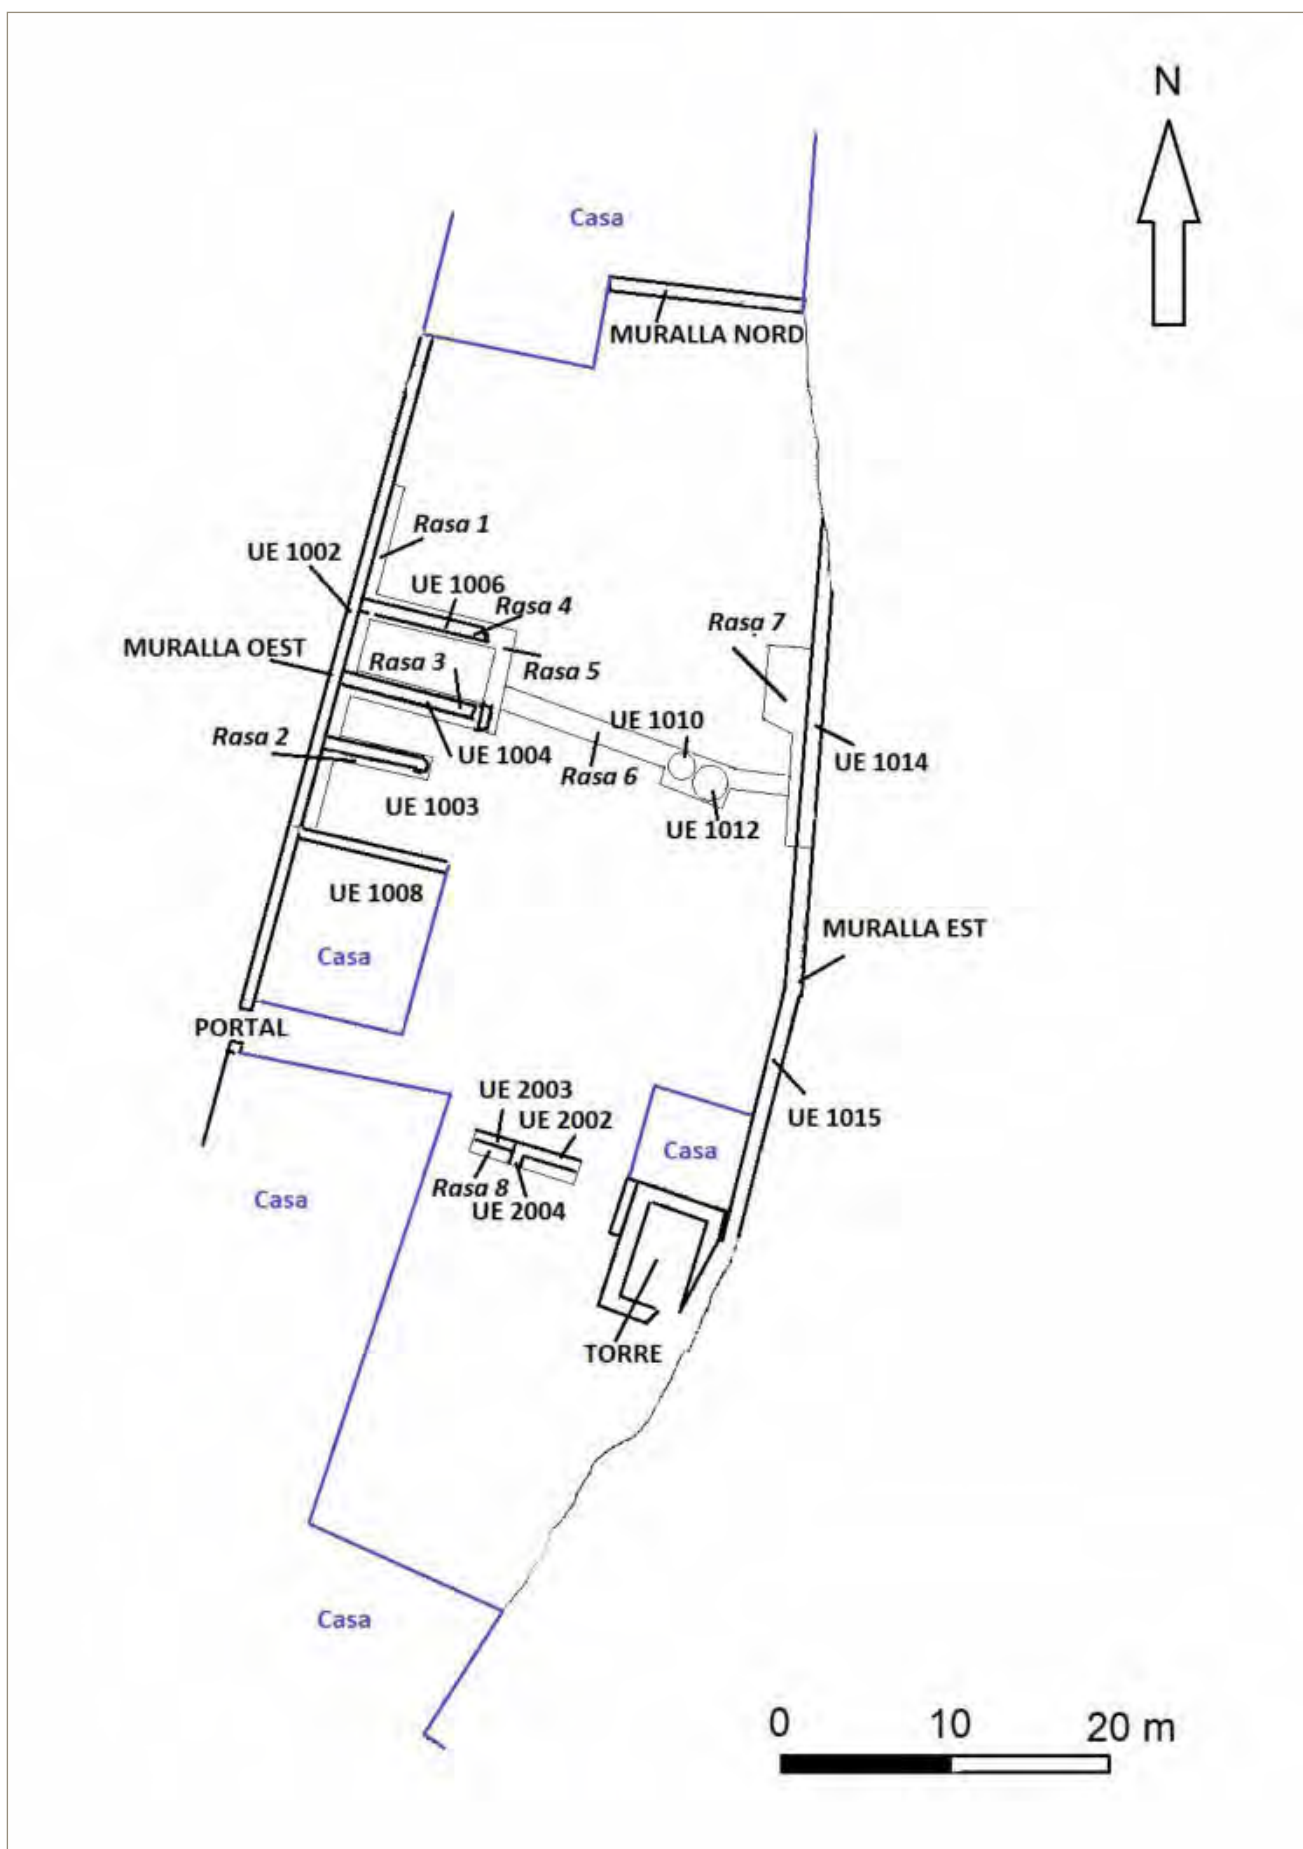 N
Casa
MURALLA NORD
Rasa 1
UE 1002
UE 1006
Rasa 4
Rasa 7
MURALLA OEST
Rasa 3
Rasa 5
UE 1010
Rasa 2
UE 1004
UE 1014
Rasa 6
UE 1003
UE 1012
UE 1008
MURALLA EST
Casa
PORTAL
UE 2003
UE 2002
UE 1015
Casa
Rasa 8
Casa
UE 2004
TORRE
Casa
0 10 20 m